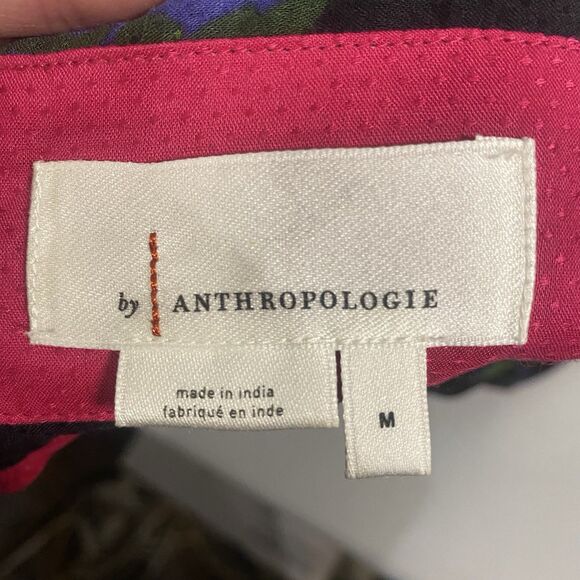 by ANTHROPOLOGIE
made in india
fabriqué en inde
M